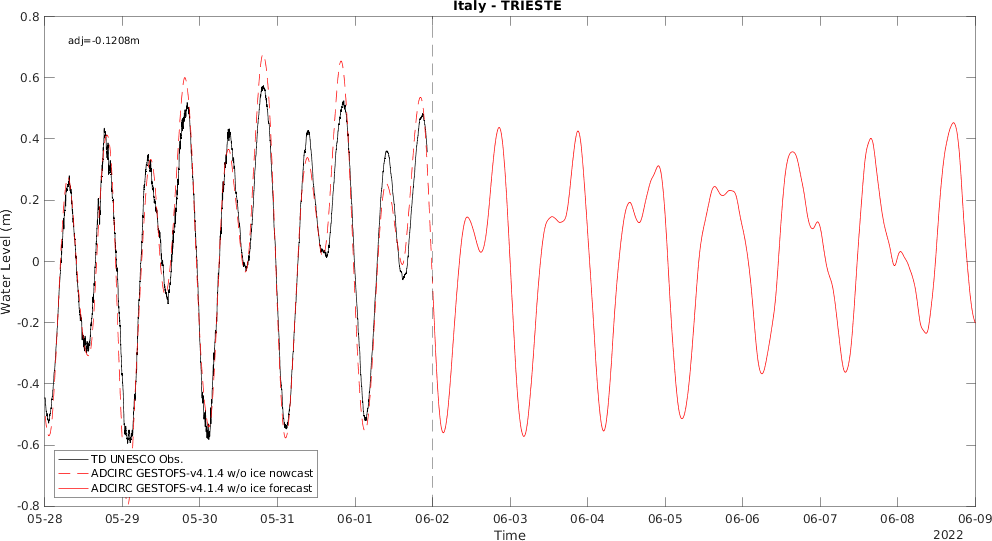 Italy - TRIESTE
adj=-0.1208m
0.8
0.6
0.4
0.2
0
-0.2
-0.4
-0.6
-0.8
Water Level (m)
TD UNESCO Obs.
ADCIRC GESTOFS-v4.1.4 w/o ice nowcast
ADCIRC GESTOFS-v4.1.4 w/o ice forecast
05-28 05-29 05-30 05-31 06-01 06-02 06-03 06-04 06-05 06-06 06-07 06-08 06-09
Time
2022